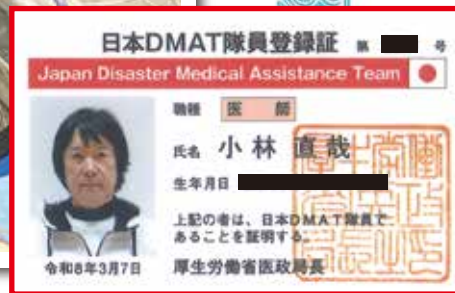 日本DMAT隊員登録証 第 号
Japan Disaster Medical Assistance Team
職種 医師
氏名 小林 直哉
生年月日
上記の者は、日本DMAT隊員で
あることを証明する。
令和8年3月7日
厚生労働省医政局長